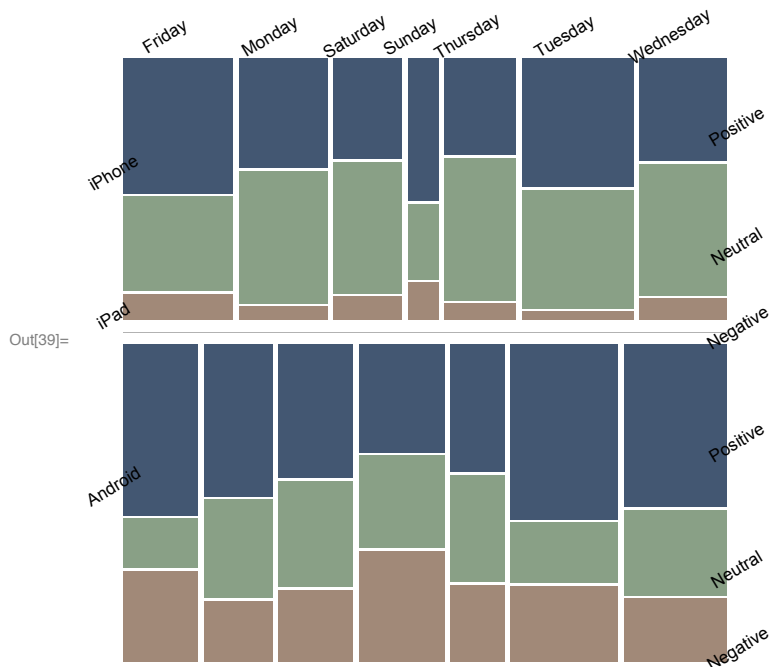 Friday
Monday
Saturday
Sunday
Thursday
Tuesday
Wednesday
iPhone
Positive
Neutral
iPad
Negative
Out[39]=
Android
Positive
Neutral
Negative